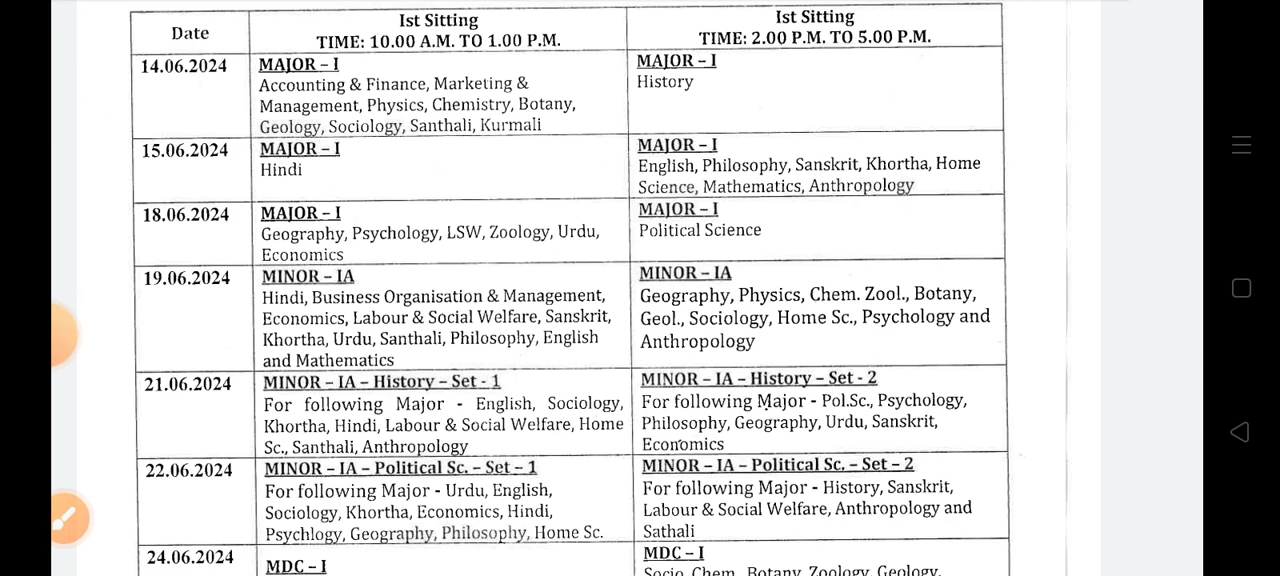 Date
Ist Sitting
TIME: 10.00 A.M. TO 1.00 P.M.
Ist Sitting
TIME: 2.00 P.M. TO 5.00 P.M.
14.06.2024
MAJOR – I
Accounting & Finance, Marketing &
Management, Physics, Chemistry, Botany,
Geology, Sociology, Santhali, Kurmali
MAJOR – I
History
15.06.2024
MAJOR – I
Hindi
MAJOR – I
English, Philosophy, Sanskrit, Khortha, Home
Science, Mathematics, Anthropology
18.06.2024
MAJOR – I
Geography, Psychology, LSW, Zoology, Urdu,
Economics
MAJOR – I
Political Science
19.06.2024
MINOR – IA
Hindi, Business Organisation & Management,
Economics, Labour & Social Welfare, Sanskrit,
Khortha, Urdu, Santhali, Philosophy, English
and Mathematics
MINOR – IA
Geography, Physics, Chem. Zool., Botany,
Geol., Sociology, Home Sc., Psychology and
Anthropology
21.06.2024
MINOR – IA – History – Set - 1
For following Major - English, Sociology,
Khortha, Hindi, Labour & Social Welfare, Home
Sc., Santhali, Anthropology
MINOR – IA – History – Set - 2
For following Major - Pol.Sc., Psychology,
Philosophy, Geography, Urdu, Sanskrit,
Economics
22.06.2024
MINOR – IA – Political Sc. – Set – 1
For following Major - Urdu, English,
Sociology, Khortha, Economics, Hindi,
Psychlogy, Geography, Philosophy, Home Sc.
MINOR – IA – Political Sc. – Set – 2
For following Major - History, Sanskrit,
Labour & Social Welfare, Anthropology and
Sathali
24.06.2024
MDC – I
MDC – I
Socio, Chem., Botany, Zoology, Geology,